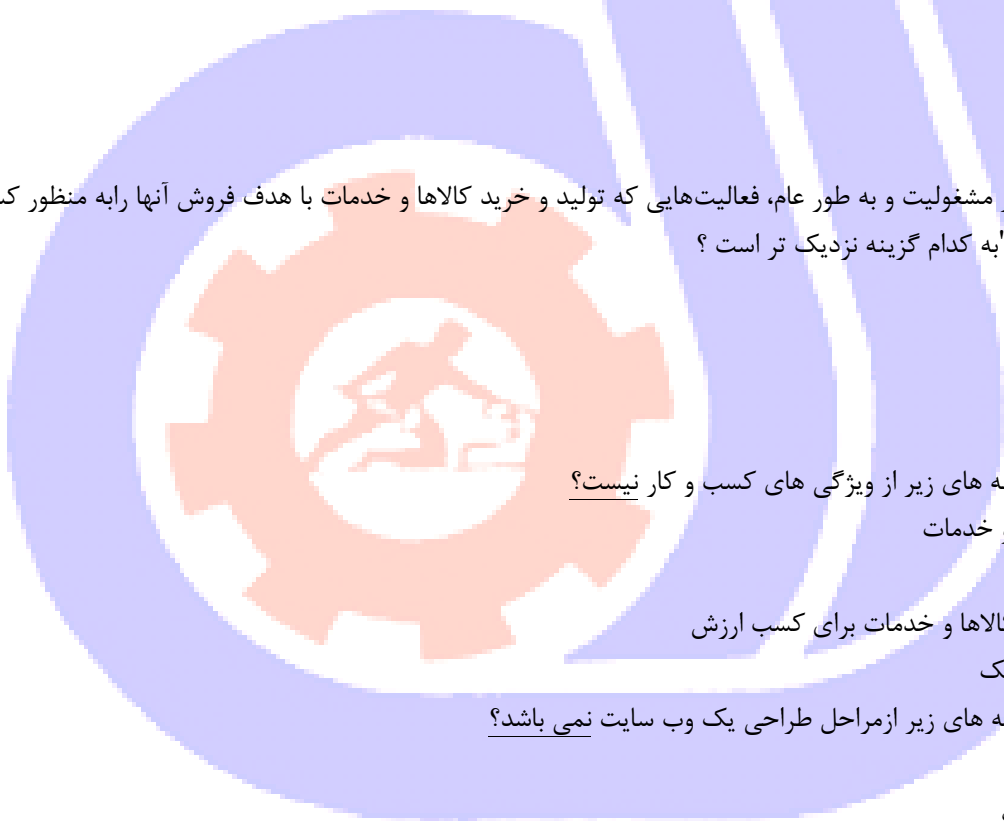 مشغولیت و به طور عام، فعالیت‌هایی که تولید و خرید کالاها و خدمات با هدف فروش آنها رابه منظور
"به کدام گزینه نزدیک تر است ؟
های زیر از ویژگی های کسب و کار نیست؟
خدمات
کالاها و خدمات برای کسب ارزش
های زیر ازمراحل طراحی یک وب سایت نمی باشد؟